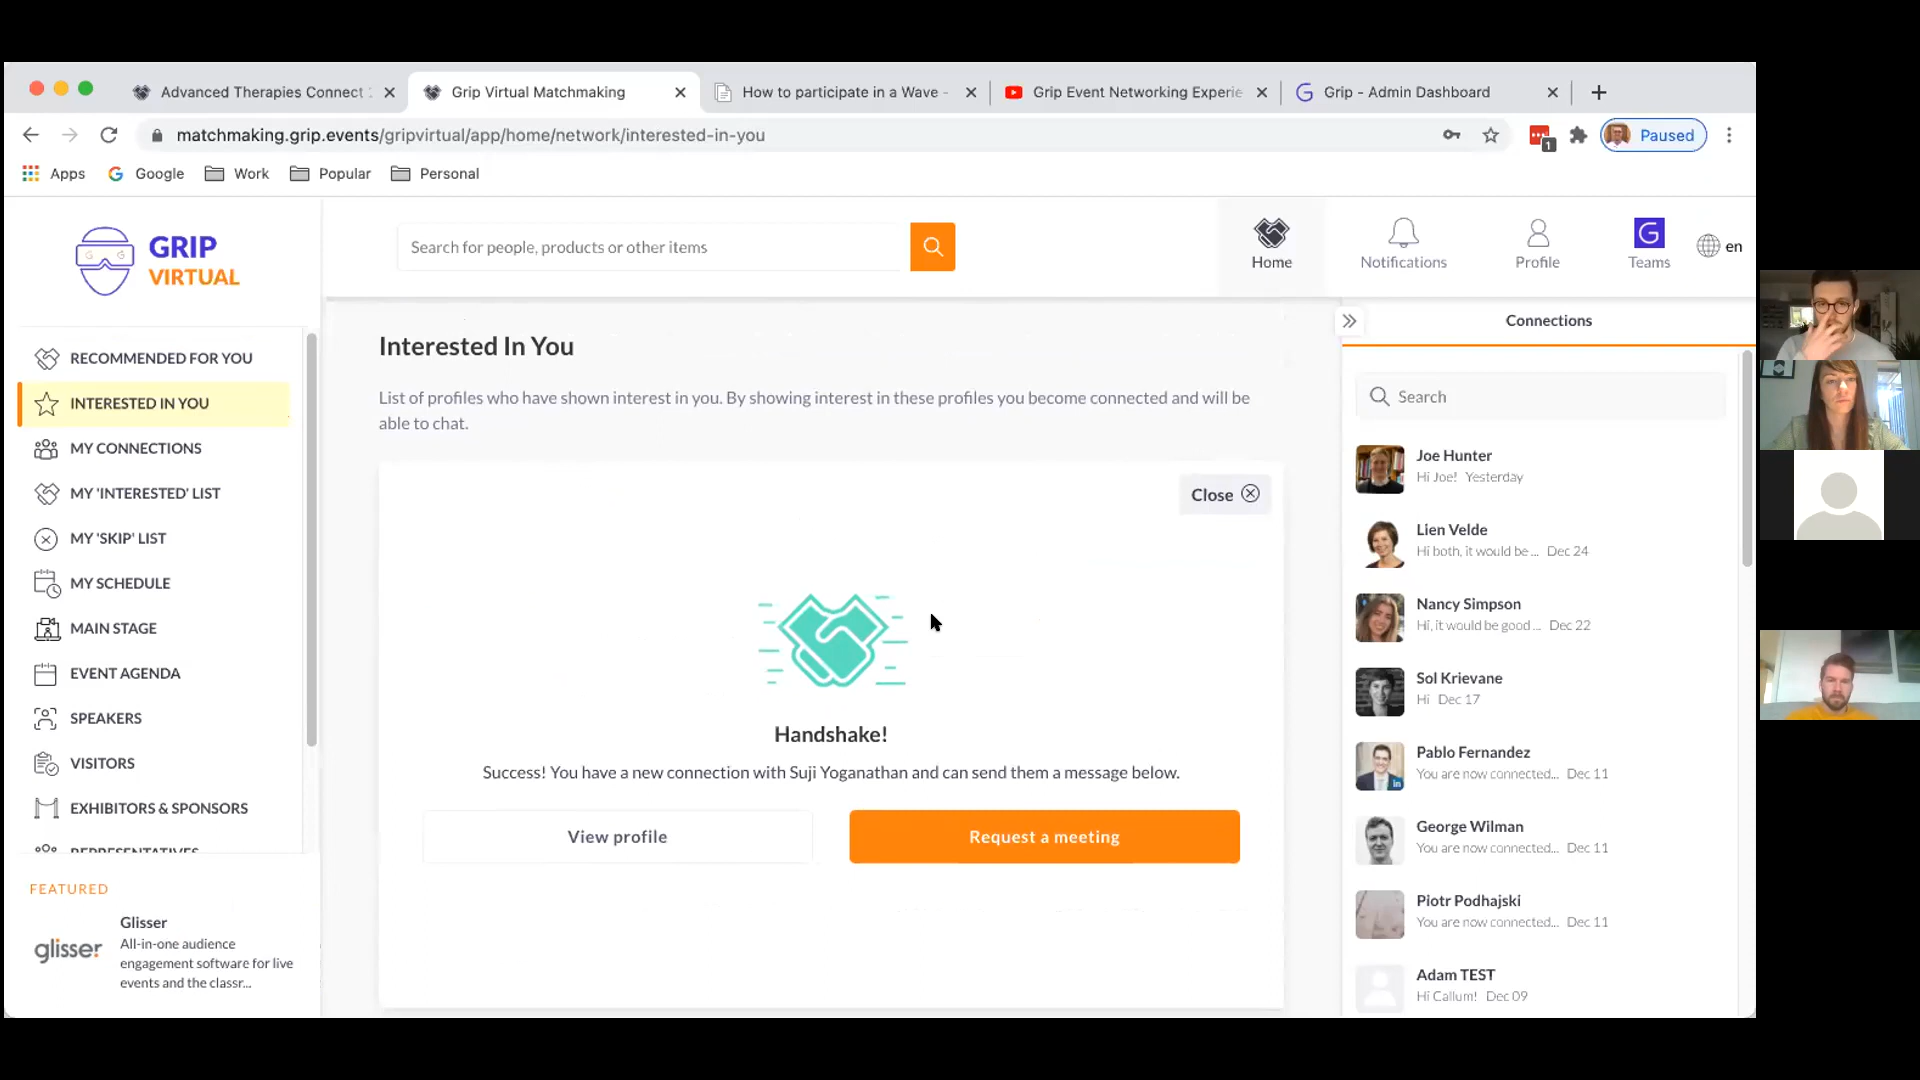 Advanced Therapies Connect
Grip Virtual Matchmaking
How to participate in a Wave -
Grip Event Networking Experie
Grip - Admin Dashboard
matchmaking.grip.events/gripvirtual/app/home/network/interested-in-you
1
Paused
Apps
Google
Work
Popular
Personal
GRIP
VIRTUAL
Search for people, products or other items
Home
Notifications
Profile
Teams
en
RECOMMENDED FOR YOU
INTERESTED IN YOU
MY CONNECTIONS
MY 'INTERESTED' LIST
MY 'SKIP' LIST
MY SCHEDULE
MAIN STAGE
EVENT AGENDA
SPEAKERS
VISITORS
EXHIBITORS & SPONSORS
REPRESENTATIVES
FEATURED
glisser
Glisser
All-in-one audience
engagement software for live
events and the classr...
Interested In You
List of profiles who have shown interest in you. By showing interest in these profiles you become connected and will be
able to chat.
Close
Handshake!
Success! You have a new connection with Suji Yoganathan and can send them a message below.
View profile
Request a meeting
Connections
Search
Joe Hunter
Hi Joe! Yesterday
Lien Velde
Hi both, it would be ... Dec 24
Nancy Simpson
Hi, it would be good ... Dec 22
Sol Krievane
Hi Dec 17
Pablo Fernandez
You are now connected... Dec 11
in
George Wilman
You are now connected... Dec 11
Piotr Podhajski
You are now connected... Dec 11
Adam TEST
Hi Callum! Dec 09